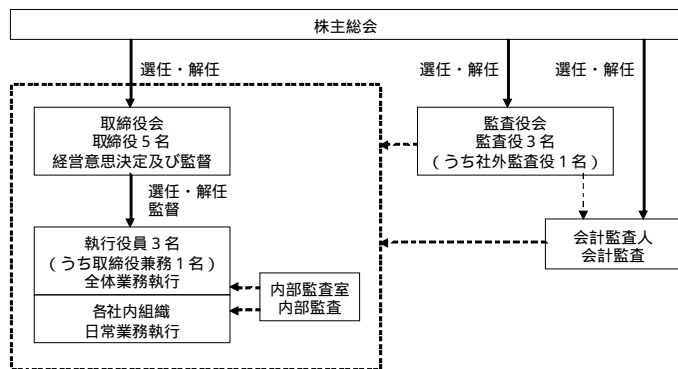 株主総会
選任・解任
選任・解任
選任・解任
取締役会
取締役5名
経営意思決定及び監督
監査役会
監査役3名
(うち社外監査役1名)
選任・解任
監督
執行役員3名
(うち取締役兼務1名)
全体業務執行
会計監査人
会計監査
内部監査室
内部監査
各社内組織
日常業務執行